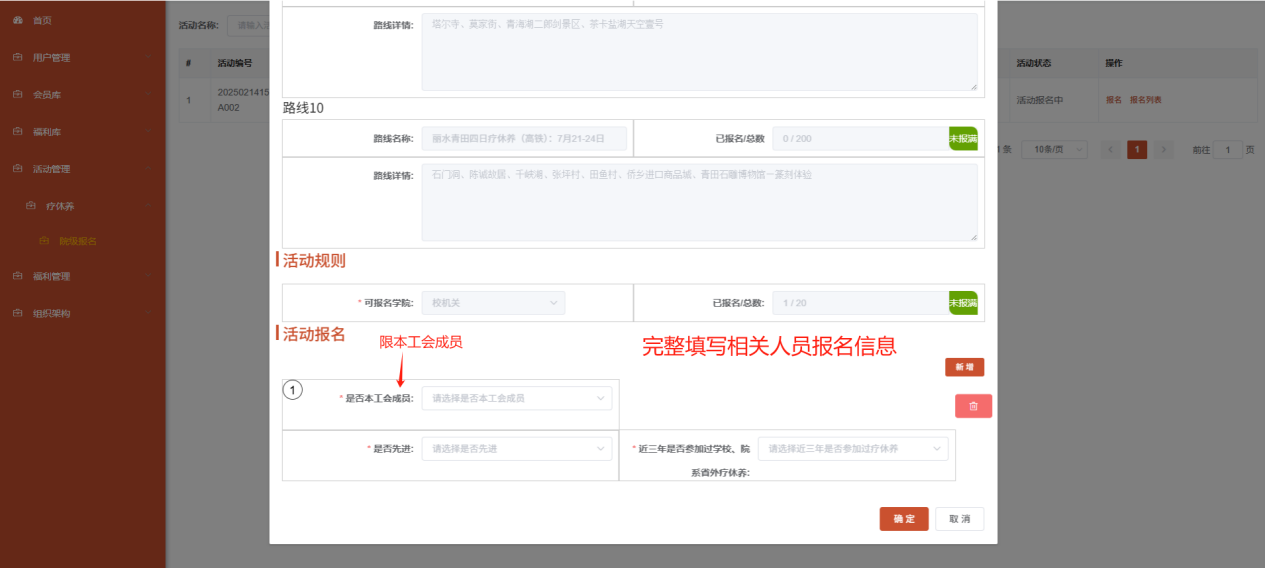 首页
用户管理
会员库
福利库
活动管理
疗休养
院级报名
福利管理
组织架构
活动名称:
#
活动编号
活动状态
操作
1
2025021415
A002
活动报名中
报名 报名列表
条
10条/页
1
前往 1 页
路线详情:
塔尔寺、莫家街、青海湖二郎剑景区、茶卡盐湖天空壹号
路线10
路线名称:
丽水青田四日疗休养（高铁）：7月21-24日
已报名/总数
0 / 200
未报满
路线详情:
石门洞、陈诚故居、千峡湖、张坪村、田鱼村、侨乡进口商品城、青田石雕博物馆—篆刻体验
活动规则
* 可报名学院:
校机关
已报名/总数:
1 / 20
未报满
活动报名
限本工会成员
完整填写相关人员报名信息
新增
1
* 是否本工会成员:
请选择是否本工会成员
* 是否先进:
请选择是否先进
* 近三年是否参加过学校、院
系省外疗休养:
请选择近三年是否参加过疗休养
确定
取消